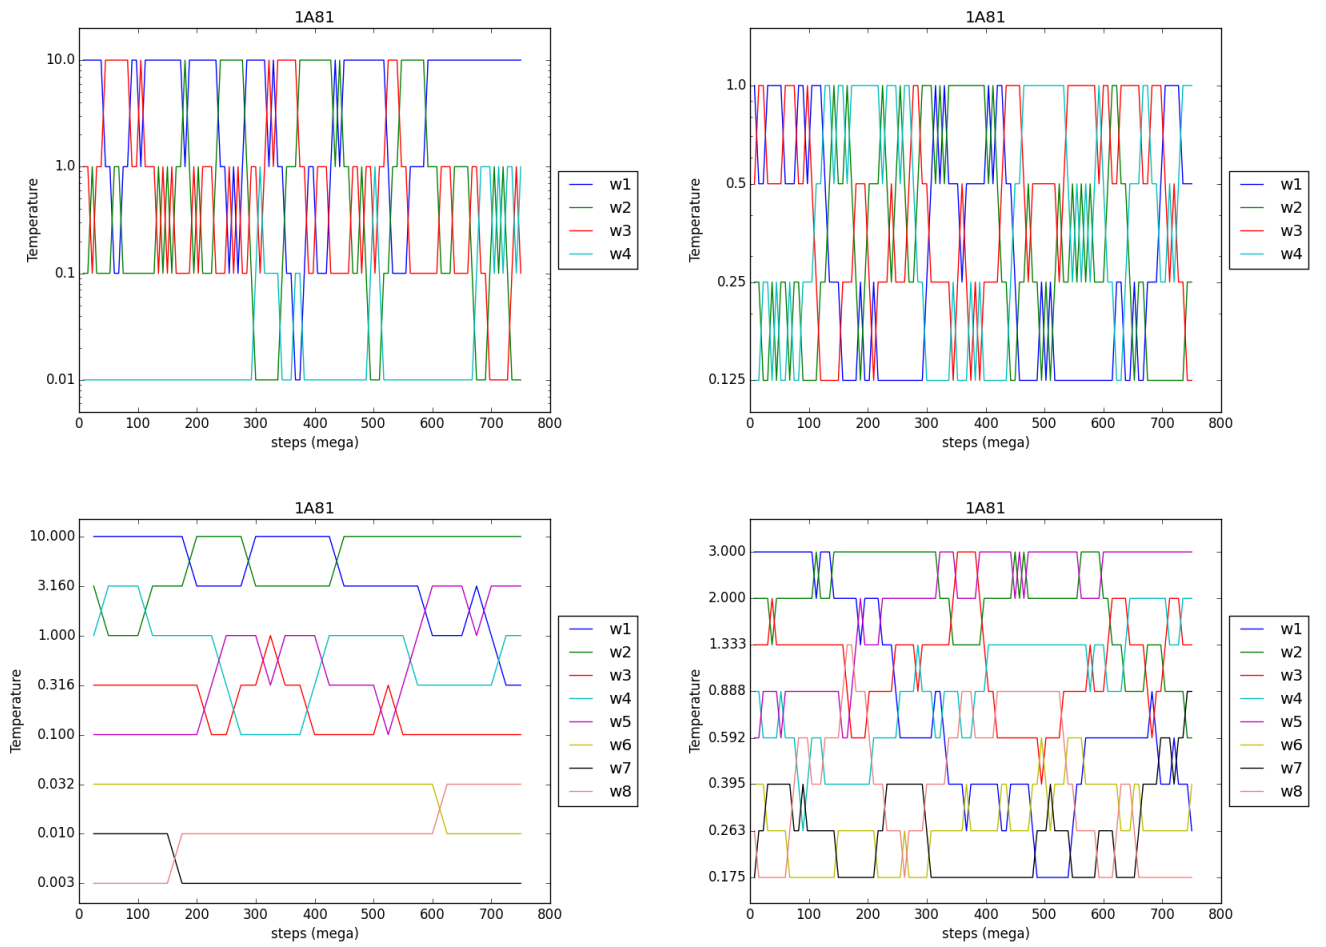 1A81
Temperature
10.0
1.0
0.1
0.01
0 100 200 300 400 500 600 700 800
steps (mega)
w1
w2
w3
w4
1A81
Temperature
1.0
0.5
0.25
0.125
0 100 200 300 400 500 600 700 800
steps (mega)
w1
w2
w3
w4
1A81
Temperature
10.000
3.160
1.000
0.316
0.100
0.032
0.010
0.003
0 100 200 300 400 500 600 700 800
steps (mega)
w1
w2
w3
w4
w5
w6
w7
w8
1A81
Temperature
3.000
2.000
1.333
0.888
0.592
0.395
0.263
0.175
0 100 200 300 400 500 600 700 800
steps (mega)
w1
w2
w3
w4
w5
w6
w7
w8